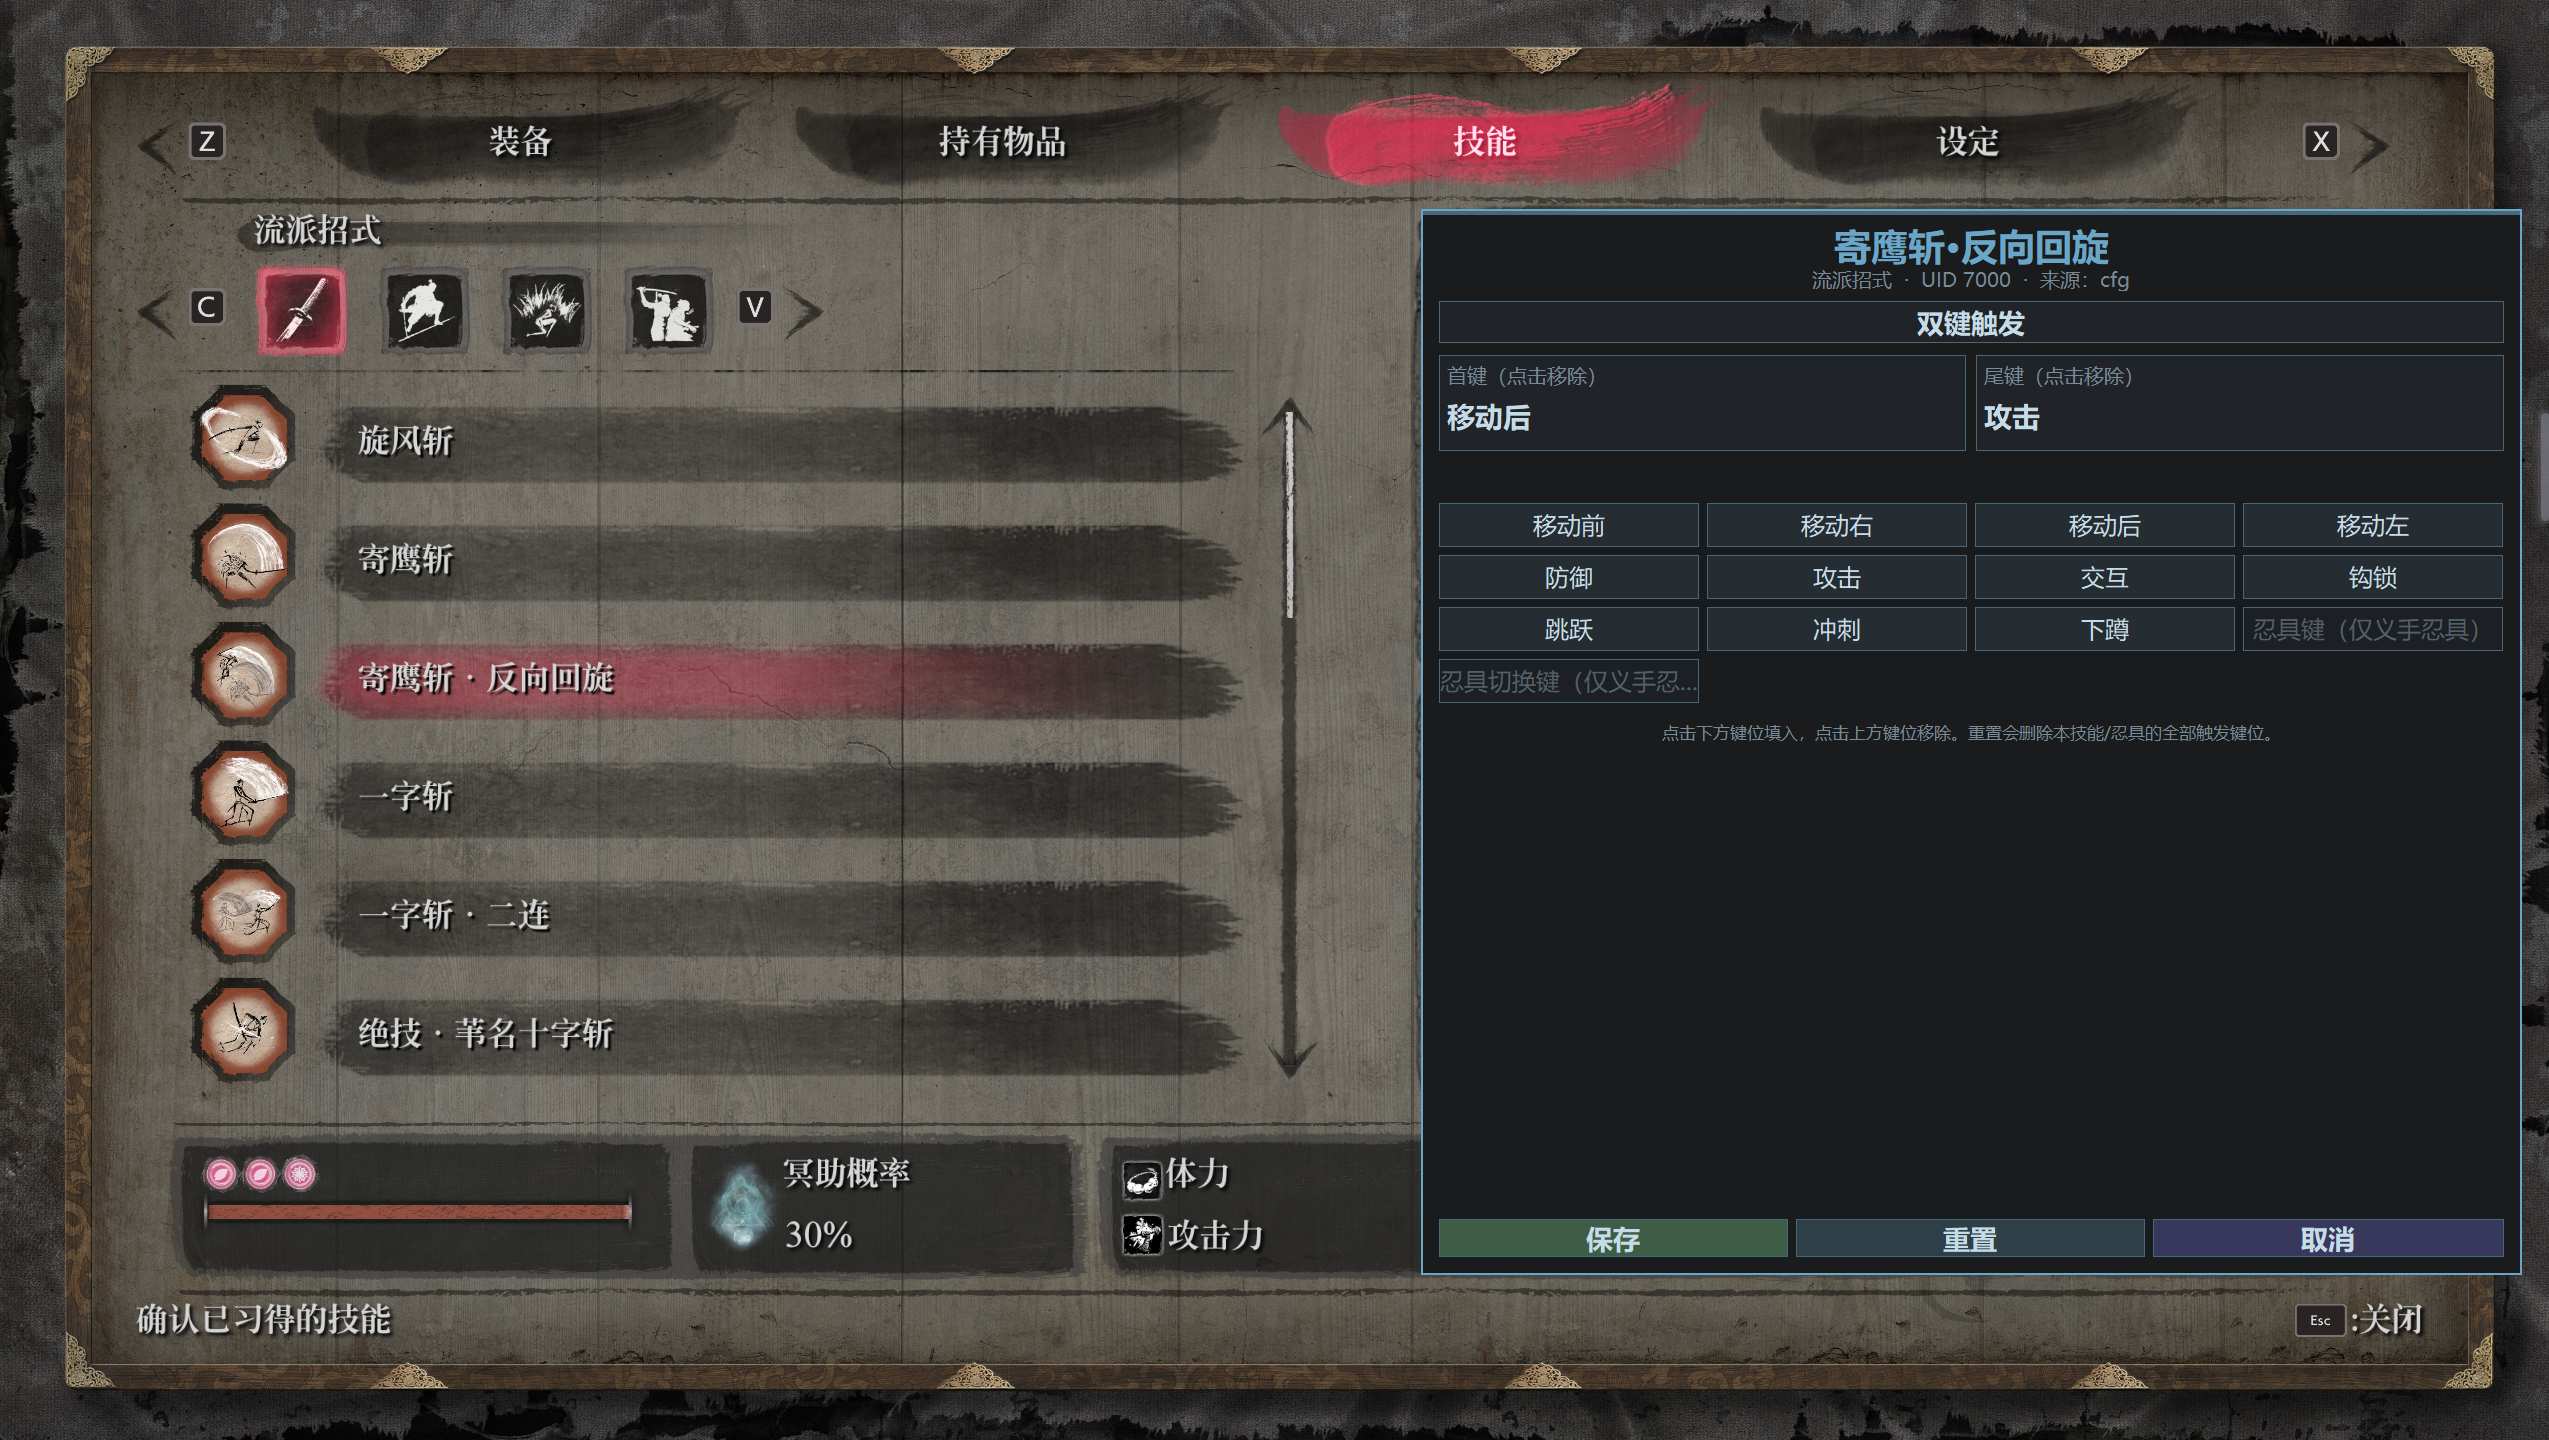 Z 装备 持有物品 技能 设定 X
流派招式
C V
旋风斩
寄鹰斩
寄鹰斩·反向回旋
一字斩
一字斩·二连
绝技·苇名十字斩
冥助概率
30%
体力
攻击力
确认已习得的技能
Esc :关闭
寄鹰斩•反向回旋
流派招式 · UID 7000 · 来源: cfg
双键触发
首键（点击移除） 尾键（点击移除）
移动后 攻击
移动前 移动右 移动后 移动左
防御 攻击 交互 钩锁
跳跃 冲刺 下蹲 忍具键（仅义手忍具）
忍具切换键（仅义手忍...
点击下方键位填入，点击上方键位移除。重置会删除本技能/忍具的全部触发键位。
保存 重置 取消